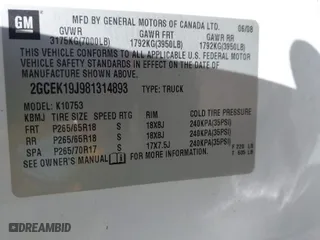 GM
MFD BY GENERAL MOTORS OF CANADA LTD. 06/08
GVWR GAWR FRT GAWR RR
3175KG(7000LB) 1792KG(3950LB) 1792KG(3950LB)
THIS VEHICLE CONFORMS TO ALL APPLICABLE U.S. FEDERAL MOTOR
VEHICLE SAFETY STANDARDS IN EFFECT ON THE DATE
OF MANUFACTURE SHOWN ABOVE.
2GCEK19J981314893 TYPE: TRUCK
MODEL: K10753
KBMJ TIRE SIZE SPEED RTG RIM COLD TIRE PRESSURE
FRT P265/65R18 S 18X8J 240KPA(35PSI)
RR P265/65R18 S 18X8J 240KPA(35PSI)
SPA P265/70R17 S 17X7.5J 240KPA(35PSI)
SEE OWNER'S MANUAL FOR ADDITIONAL INFORMATION.
DREAMBID
DREAMBID.COM